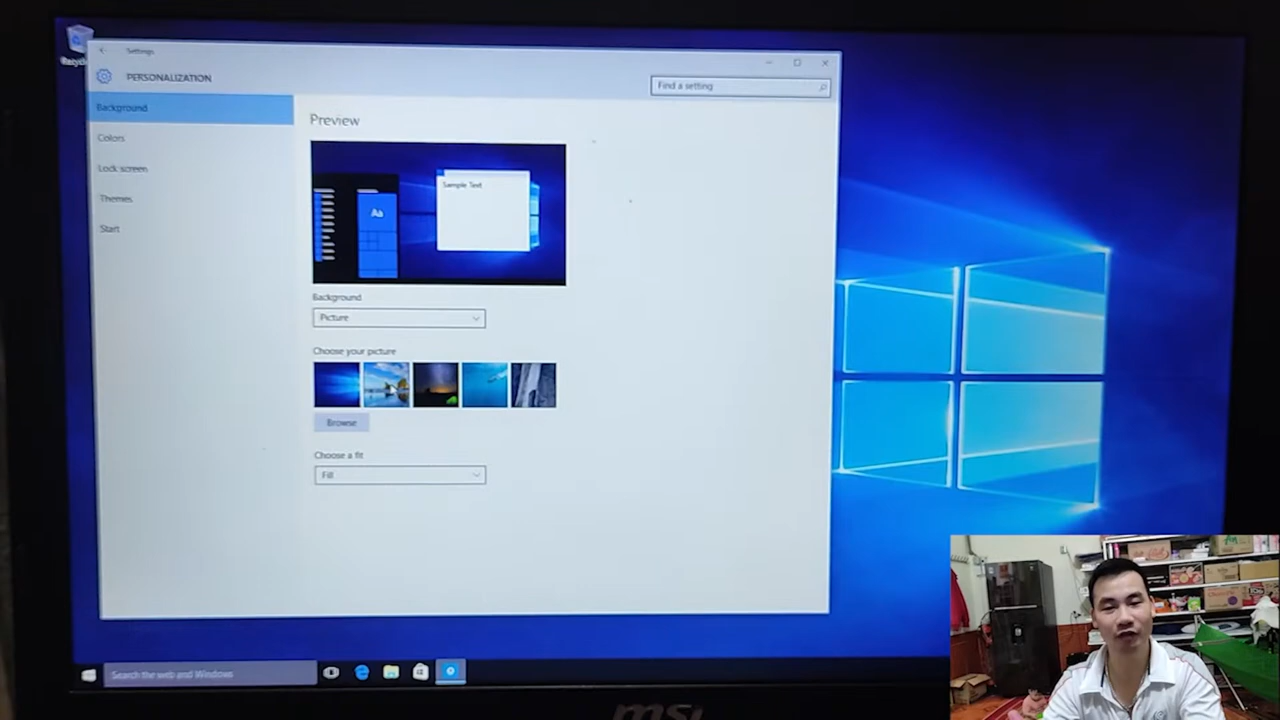 Settings
PERSONALIZATION
Find a setting
Background
Colors
Lock screen
Themes
Start
Preview
Sample Text
Aa
Background
Picture
Choose your picture
Browse
Choose a fit
Fill
Search the web and Windows
msi